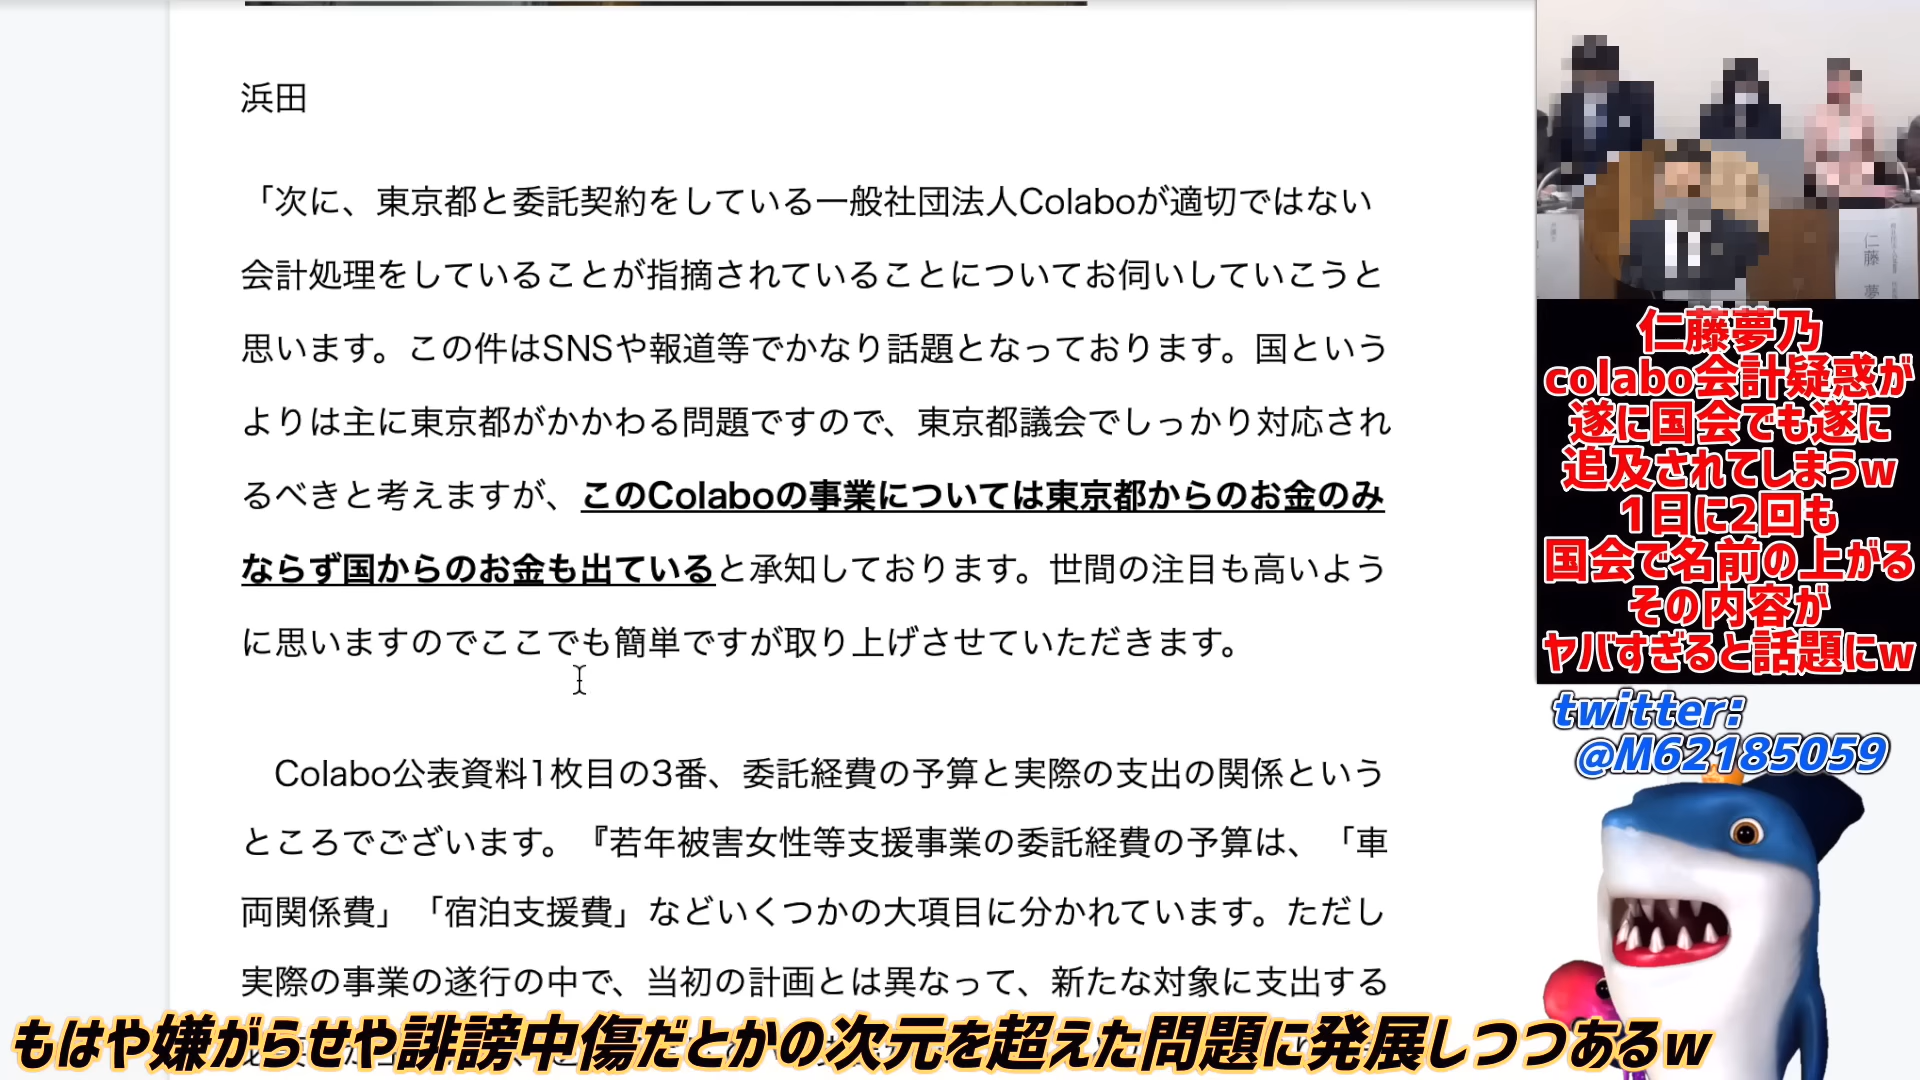 浜田
「次に、東京都と委託契約をしている一般社団法人Colaboが適切ではない
会計処理をしていることが指摘されていることについてお伺いしていこうと
思います。この件はSNSや報道等でかなり話題となっております。国という
よりは主に東京都がかかわる問題ですので、東京都議会でしっかり対応され
るべきと考えますが、このColaboの事業については東京都からのお金のみ
ならず国からのお金も出ていると承知しております。世間の注目も高いよう
に思いますのでここでも簡単ですが取り上げさせていただきます。
Colabo公表資料1枚目の3番、委託経費の予算と実際の支出の関係という
ところでございます。『若年被害女性等支援事業の委託経費の予算は、「車
両関係費」「宿泊支援費」などいくつかの大項目に分かれています。ただし
実際の事業の遂行の中で、当初の計画とは異なって、新たな対象に支出する
もはや嫌がらせや誹謗中傷だとかの次元を超えた問題に発展しつつあるw
仁藤 夢
仁藤夢乃
colabo会計疑惑が
遂に国会でも遂に
追及されてしまうw
1日に2回も
国会で名前の上がる
その内容が
ヤバすぎると話題にw
twitter:
@M62185059